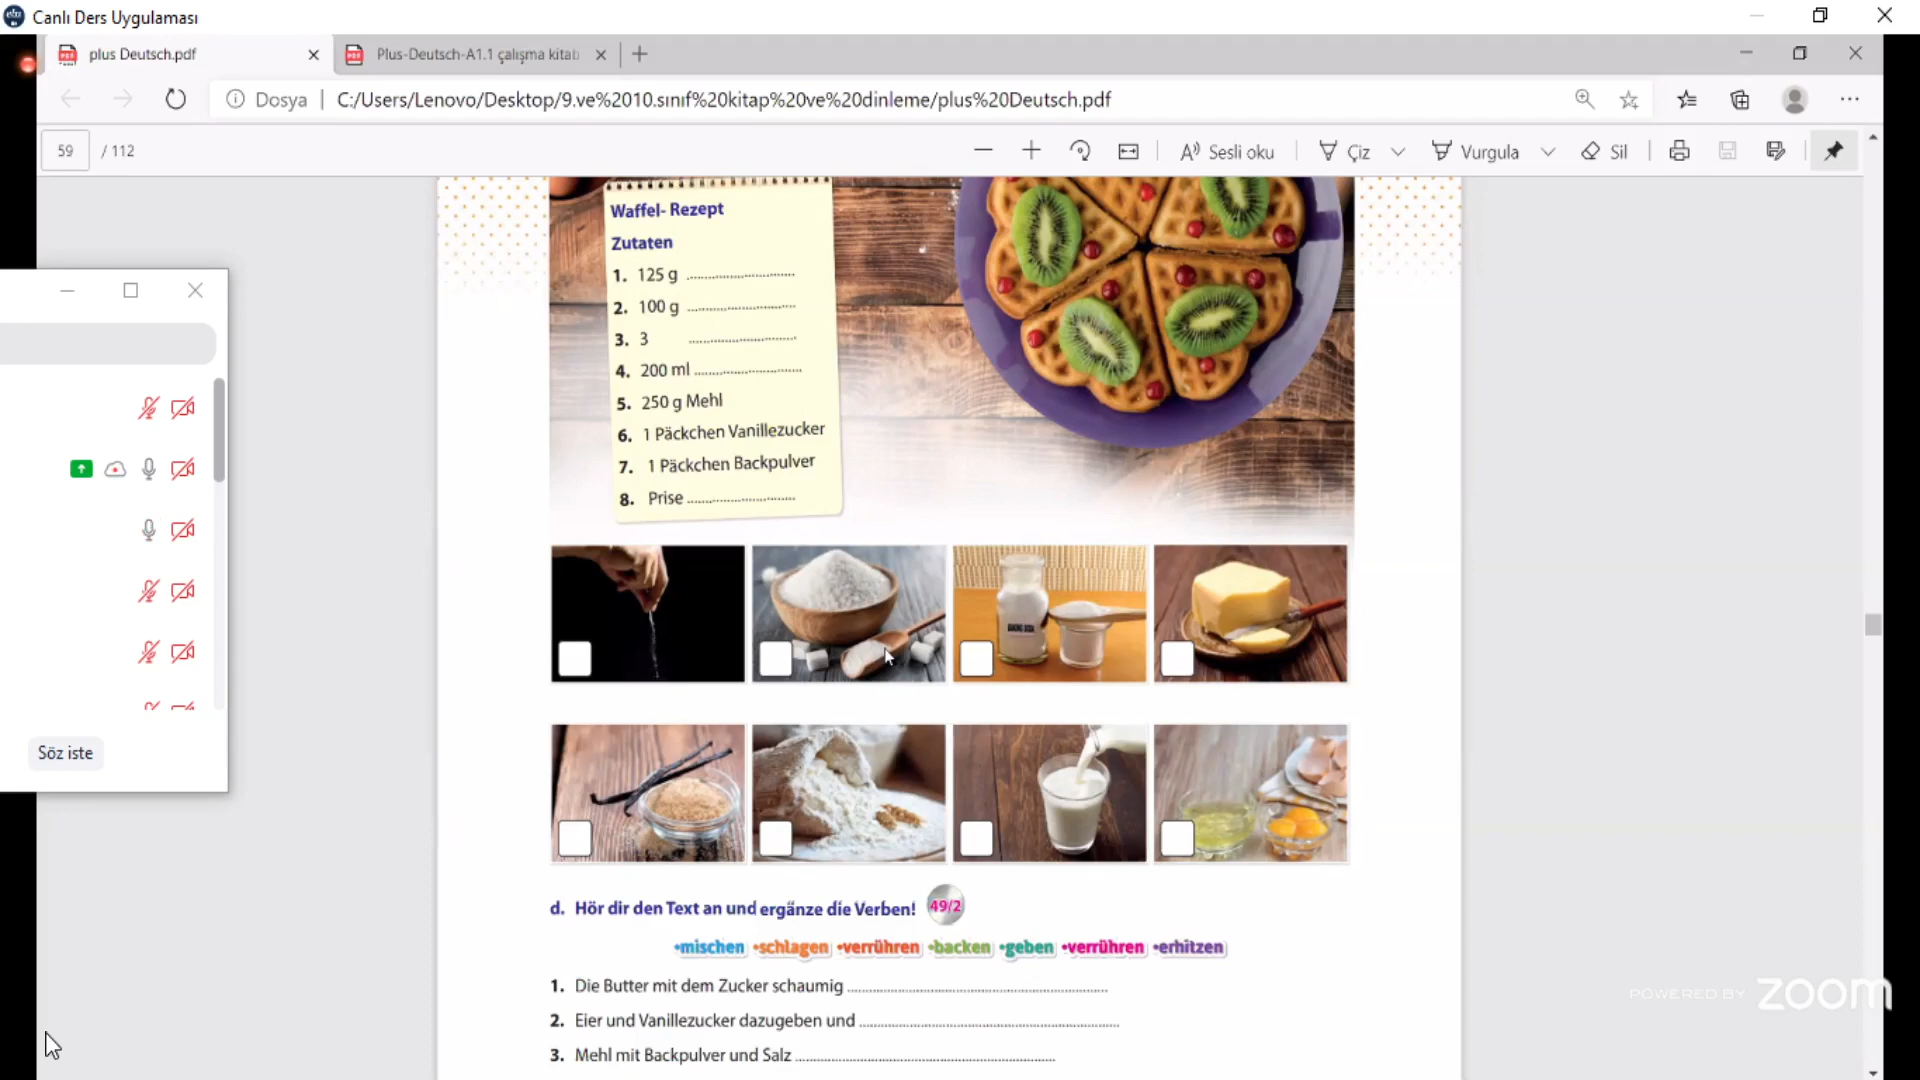 Canlı Ders Uygulaması
plus Deutsch.pdf
Plus-Deutsch-A1.1 çalışma kitab
Dosya
C:/Users/Lenovo/Desktop/9.ve%2010.sınıf%20kitap%20ve%20dinleme/plus%20Deutsch.pdf
59 / 112
Sesli oku
Çiz
Vurgula
Sil
Waffel- Rezept
Zutaten
1. 125 g ............................
2. 100 g ............................
3. 3 ............................
4. 200 ml ............................
5. 250 g Mehl
6. 1 Päckchen Vanillezucker
7. 1 Päckchen Backpulver
8. Prise ............................
BAKING SODA
Söz iste
d. Hör dir den Text an und ergänze die Verben! 49/2
•mischen •schlagen •verrühren •backen •geben •verrühren •erhitzen
1. Die Butter mit dem Zucker schaumig ............................
2. Eier und Vanillezucker dazugeben und ............................
3. Mehl mit Backpulver und Salz ............................
POWERED BY zoom